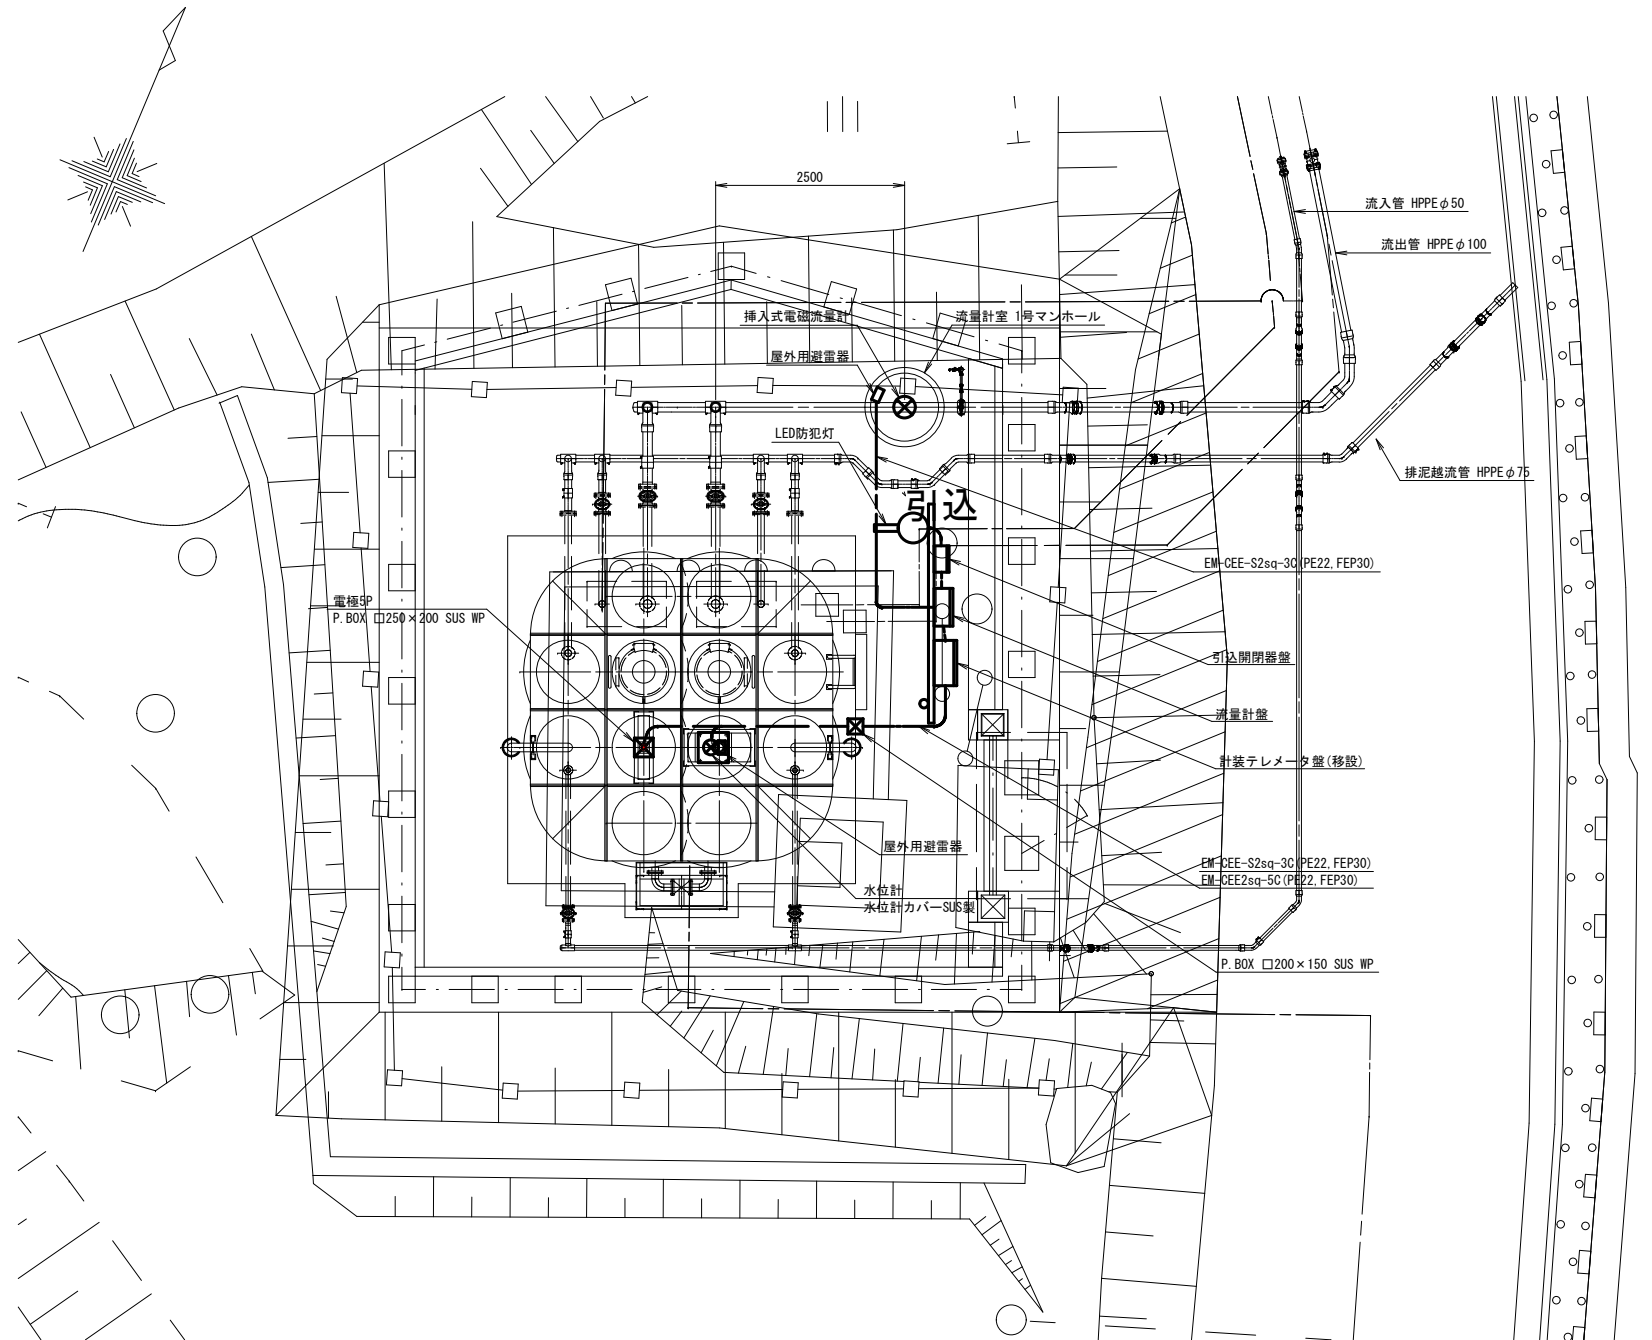 2500
流入管 HPPEφ50
流出管 HPPEφ100
挿入式電磁流量計
流量計室 1号マンホール
屋外用避雷器
LED防犯灯
排泥越流管 HPPEφ75
引込
EM-CEE-S2sq-3C(PE22,FEP30)
電極5P
P.BOX □250×200 SUS WP
引込開閉器盤
流量計盤
計装テレメータ盤(移設)
屋外用避雷器
EM-CEE-S2sq-3C(PE22,FEP30)
EM-CEE2sq-5C(PE22,FEP30)
水位計
水位計カバーSUS製
P.BOX □200×150 SUS WP